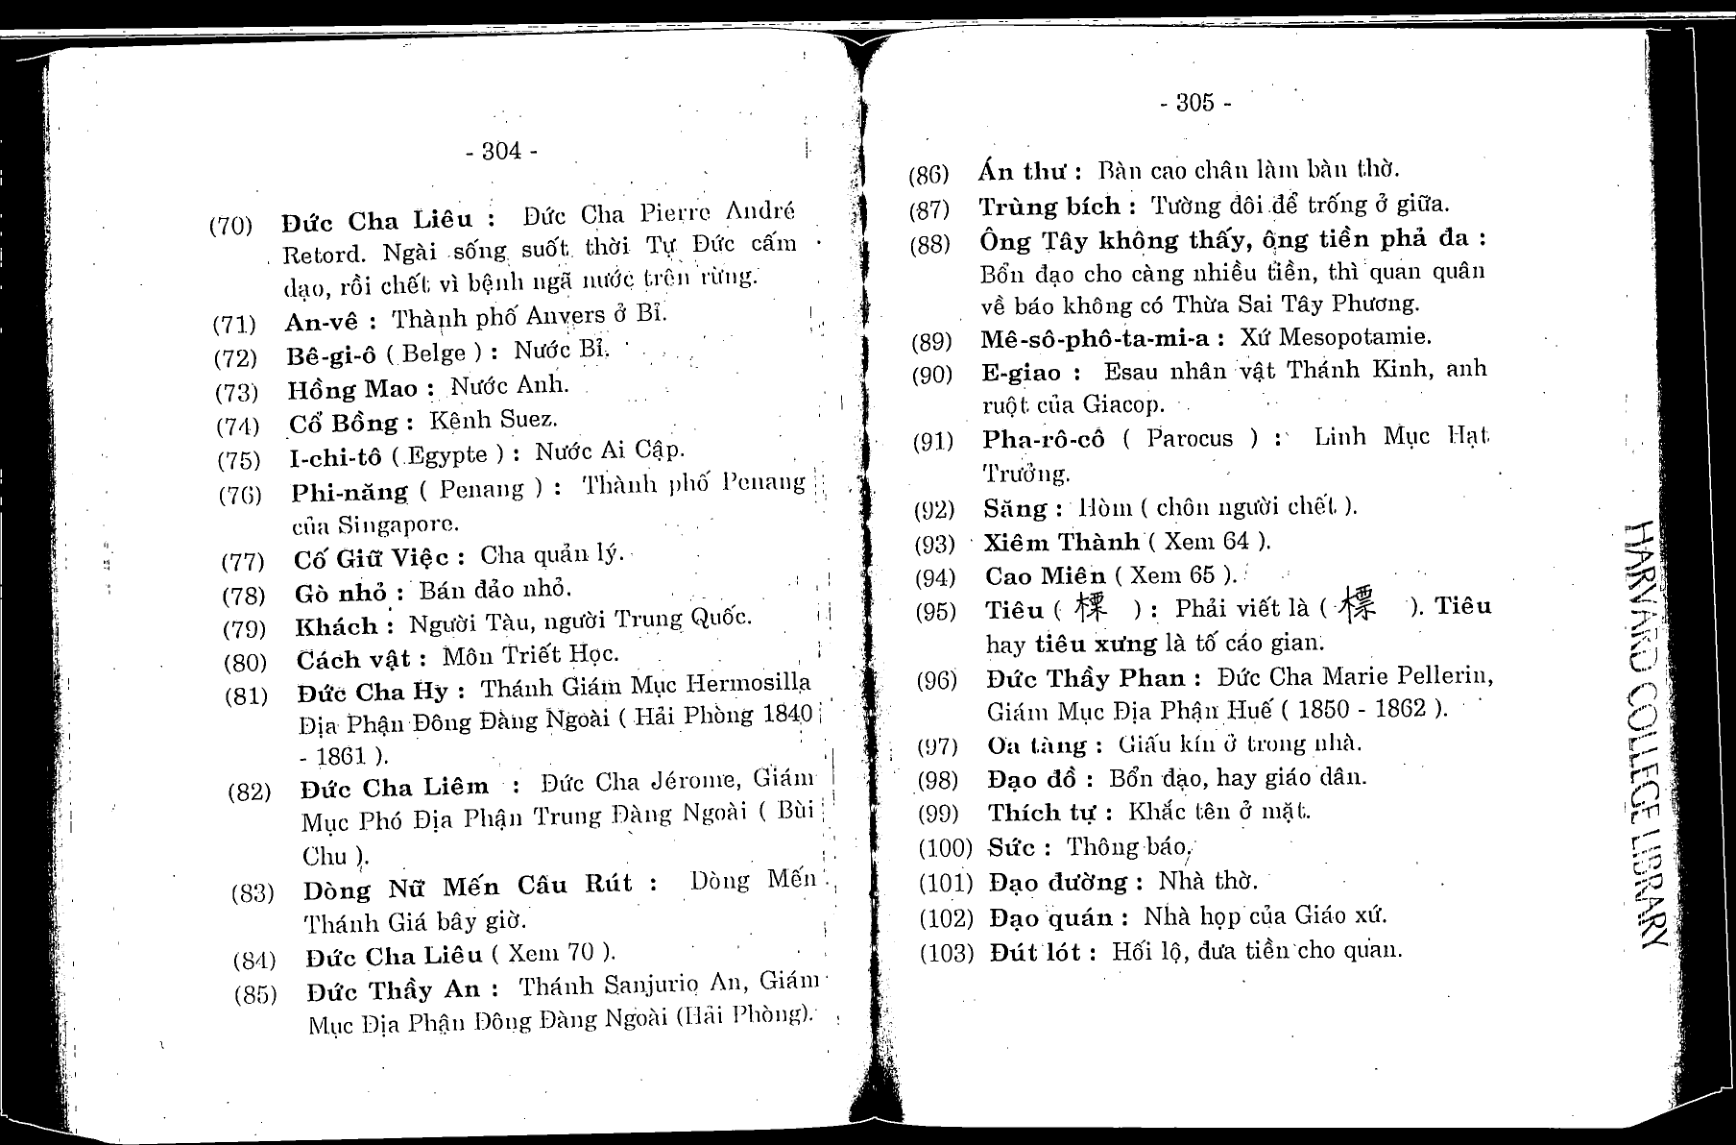 - 304 -
(70) Đức Cha Liêu : Đức Cha Pierre André
Retord. Ngài sống suốt thời Tự Đức cấm
đạo, rồi chết vì bệnh ngã nước trên rừng.
(71) An-vê : Thành phố Anvers ở Bỉ.
(72) Bê-gi-ô ( Belge ) : Nước Bỉ.
(73) Hồng Mao : Nước Anh.
(74) Cổ Bồng : Kênh Suez.
(75) I-chi-tô ( Egypte ) : Nước Ai Cập.
(76) Phi-năng ( Penang ) : Thành phố Penang
của Singapore.
(77) Cố Giữ Việc : Cha quản lý.
(78) Gò nhỏ : Bán đảo nhỏ.
(79) Khách : Người Tàu, người Trung Quốc.
(80) Cách vật : Môn Triết Học.
(81) Đức Cha Hy : Thánh Giám Mục Hermosilla
Địa Phận Đông Đàng Ngoài ( Hải Phòng 1840
- 1861 ).
(82) Đức Cha Liêm : Đức Cha Jérome, Giám
Mục Phó Địa Phận Trung Đàng Ngoài ( Bùi
Chu ).
(83) Dòng Nữ Mến Câu Rút : Dòng Mến
Thánh Giá bây giờ.
(84) Đức Cha Liêu ( Xem 70 ).
(85) Đức Thầy An : Thánh Sanjurio An, Giám
Mục Địa Phận Đông Đàng Ngoài (Hải Phòng).
- 305 -
(86) Án thư : Bàn cao chân làm bàn thờ.
(87) Trùng bích : Tường đôi để trống ở giữa.
(88) Ông Tây không thấy, ông tiền phả đa :
Bổn đạo cho càng nhiều tiền, thì quan quân
về báo không có Thừa Sai Tây Phương.
(89) Mê-sô-phô-ta-mi-a : Xứ Mesopotamie.
(90) E-giao : Esau nhân vật Thánh Kinh, anh
ruột của Giacop.
(91) Pha-rô-cô ( Parocus ) : Linh Mục Hạt
Trưởng.
(92) Săng : Hòm ( chôn người chết ).
(93) Xiêm Thành ( Xem 64 ).
(94) Cao Miên ( Xem 65 ).
(95) Tiêu ( ) : Phải viết là ( 標 ). Tiêu
hay tiêu xưng là tố cáo gian.
(96) Đức Thầy Phan : Đức Cha Marie Pellerin,
Giám Mục Địa Phận Huế ( 1850 - 1862 ).
(97) Oa tàng : Giấu kín ở trong nhà.
(98) Đạo đồ : Bổn đạo, hay giáo dân.
(99) Thích tự : Khắc tên ở mặt.
(100) Sức : Thông báo.
(101) Đạo đường : Nhà thờ.
(102) Đạo quán : Nhà họp của Giáo xứ.
(103) Đút lót : Hối lộ, đưa tiền cho quan.
HARVARD COLLEGE LIBRARY